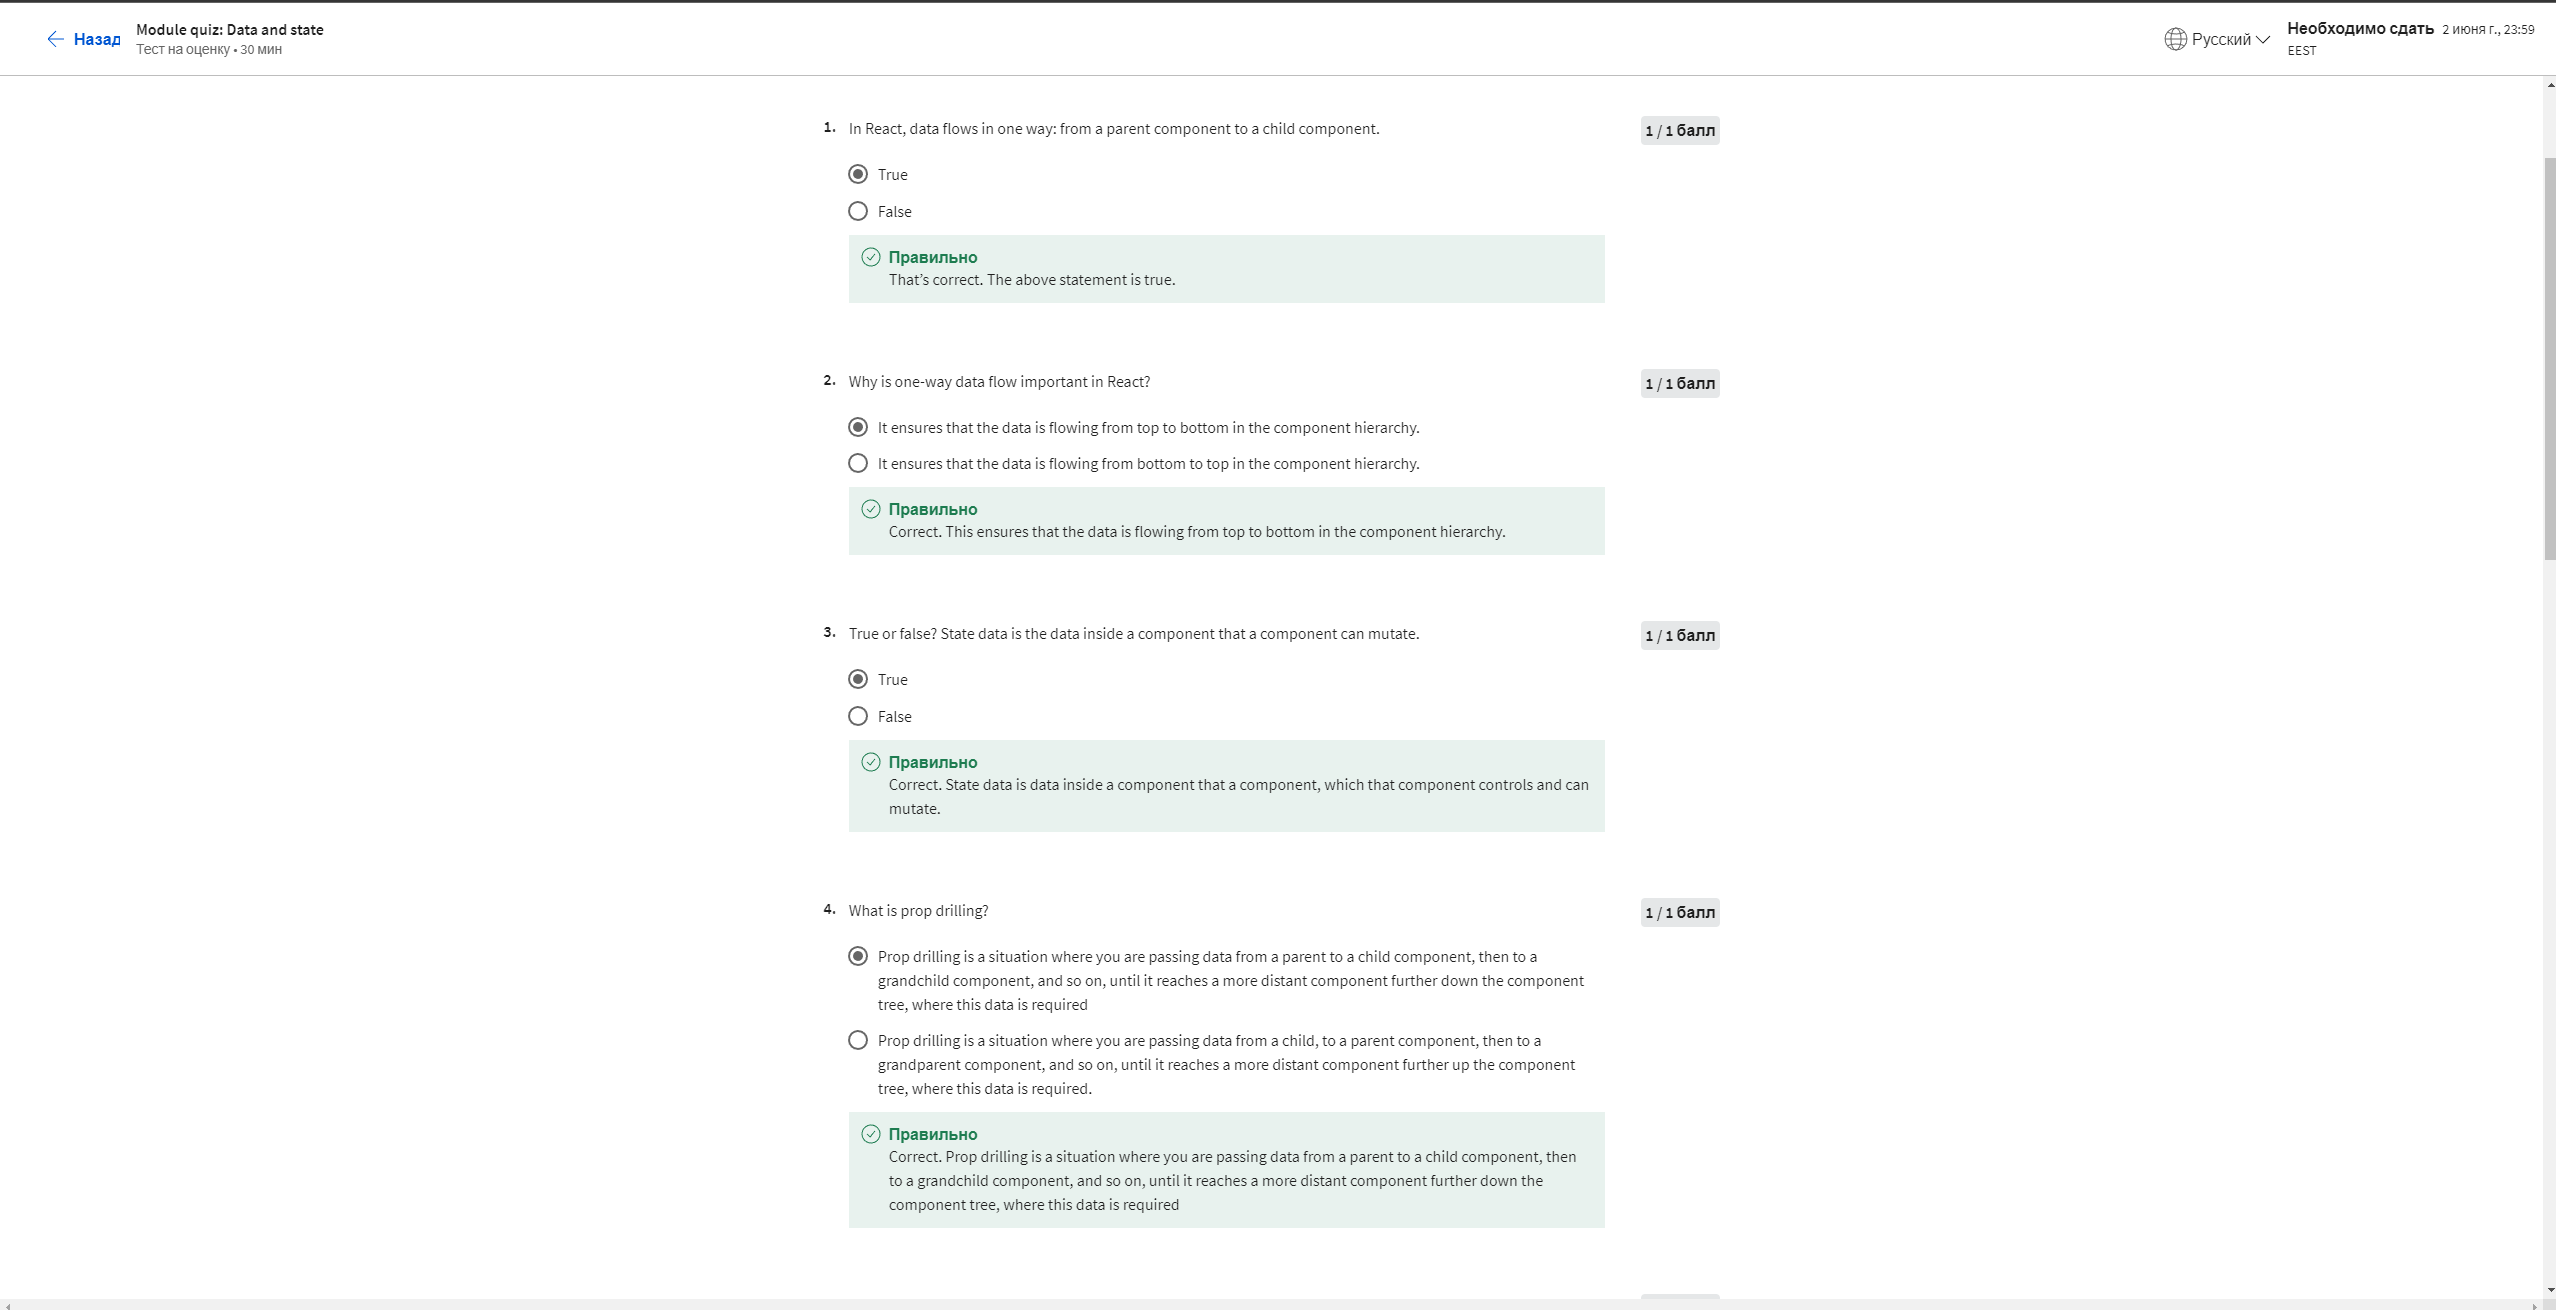 Назад
Module quiz: Data and state
Тест на оценку • 30 мин
Русский
Необходимо сдать 2 июня г., 23:59
EEST
1. In React, data flows in one way: from a parent component to a child component.
1 / 1 балл
True
False
Правильно
That’s correct. The above statement is true.
2. Why is one-way data flow important in React?
1 / 1 балл
It ensures that the data is flowing from top to bottom in the component hierarchy.
It ensures that the data is flowing from bottom to top in the component hierarchy.
Правильно
Correct. This ensures that the data is flowing from top to bottom in the component hierarchy.
3. True or false? State data is the data inside a component that a component can mutate.
1 / 1 балл
True
False
Правильно
Correct. State data is data inside a component that a component, which that component controls and can
mutate.
4. What is prop drilling?
1 / 1 балл
Prop drilling is a situation where you are passing data from a parent to a child component, then to a
grandchild component, and so on, until it reaches a more distant component further down the component
tree, where this data is required
Prop drilling is a situation where you are passing data from a child, to a parent component, then to a
grandparent component, and so on, until it reaches a more distant component further up the component
tree, where this data is required.
Правильно
Correct. Prop drilling is a situation where you are passing data from a parent to a child component, then
to a grandchild component, and so on, until it reaches a more distant component further down the
component tree, where this data is required